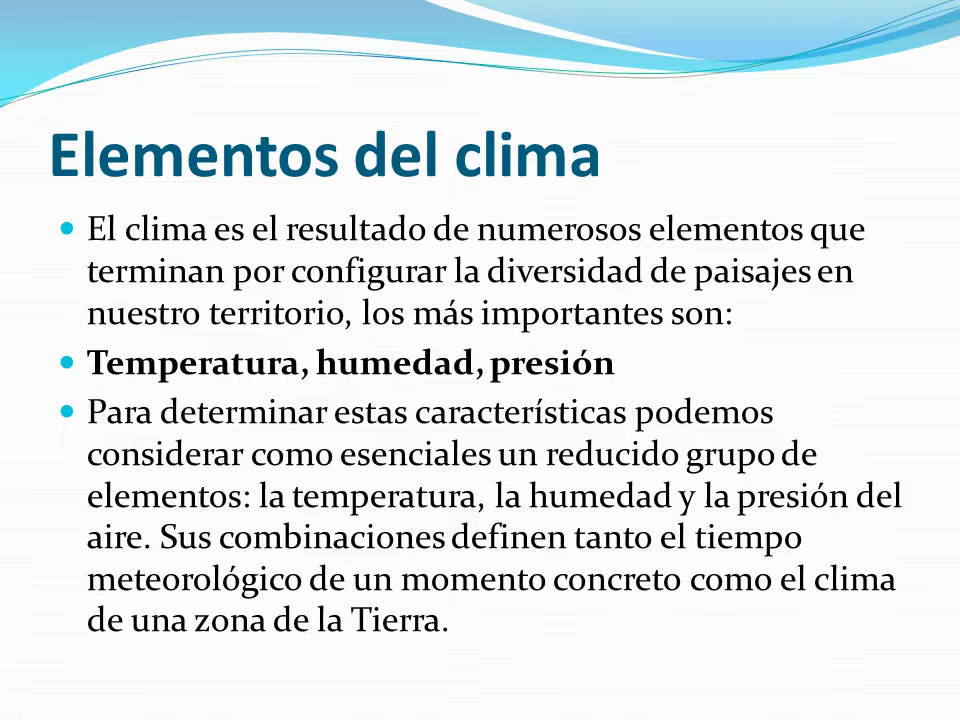 Elementos del clima
El clima es el resultado de numerosos elementos que
terminan por configurar la diversidad de paisajes en
nuestro territorio, los más importantes son:
Temperatura, humedad, presión
Para determinar estas características podemos
considerar como esenciales un reducido grupo de
elementos: la temperatura, la humedad y la presión del
aire. Sus combinaciones definen tanto el tiempo
meteorológico de un momento concreto como el clima
de una zona de la Tierra.